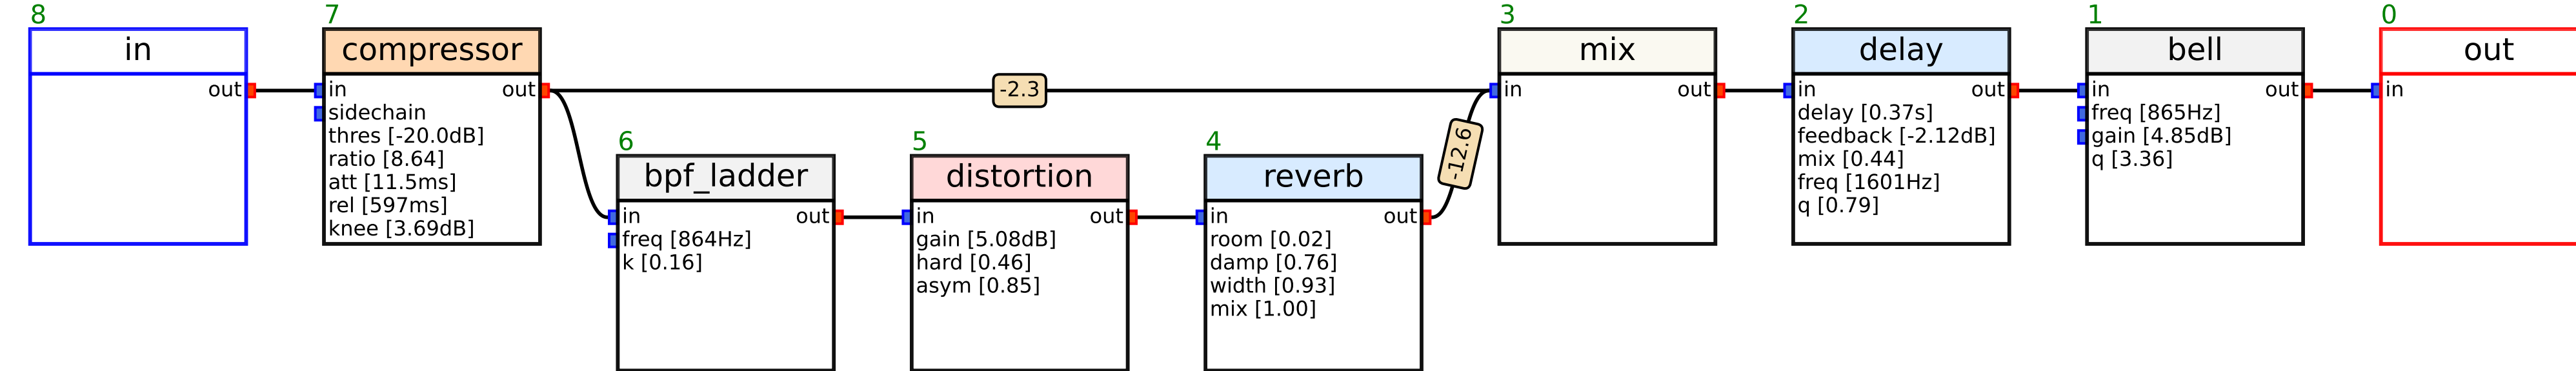 8
in
out
7
compressor
in out
sidechain
thres [-20.0dB]
ratio [8.64]
att [11.5ms]
rel [597ms]
knee [3.69dB]
-2.3
6
bpf_ladder
in out
freq [864Hz]
k [0.16]
5
distortion
in out
gain [5.08dB]
hard [0.46]
asym [0.85]
4
reverb
in out
room [0.02]
damp [0.76]
width [0.93]
mix [1.00]
-12.6
3
mix
in out
2
delay
in out
delay [0.37s]
feedback [-2.12dB]
mix [0.44]
freq [1601Hz]
q [0.79]
1
bell
in out
freq [865Hz]
gain [4.85dB]
q [3.36]
0
out
in